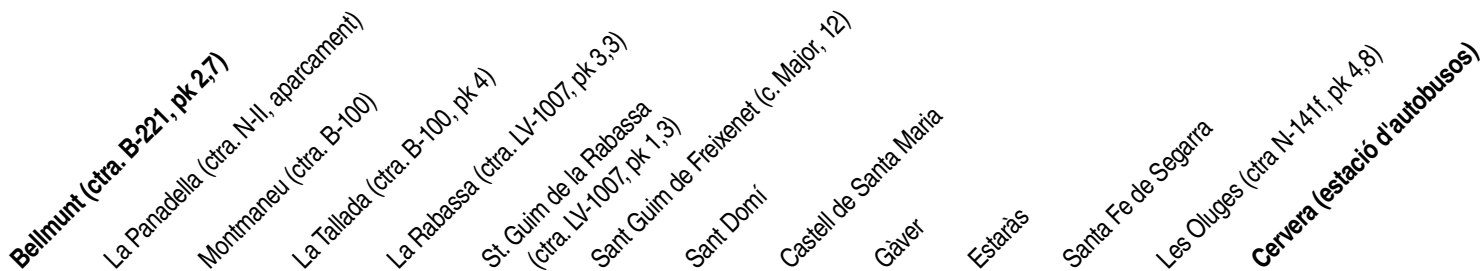 Bellmunt (ctra. B-221, pk 2,7)
La Panadella (ctra. N-II, aparcament)
Montmaneu (ctra. B-100)
La Tallada (ctra. B-100, pk 4)
La Rabassa (ctra. LV-1007, pk 3,3)
St. Guim de la Rabassa
(ctra. LV-1007, pk 1,3)
Sant Guim de Freixenet (c. Major, 12)
Sant Domí
Castell de Santa Maria
Gàver
Estaràs
Santa Fe de Segarra
Les Oluges (ctra N-141f, pk 4,8)
Cervera (estació d'autobusos)